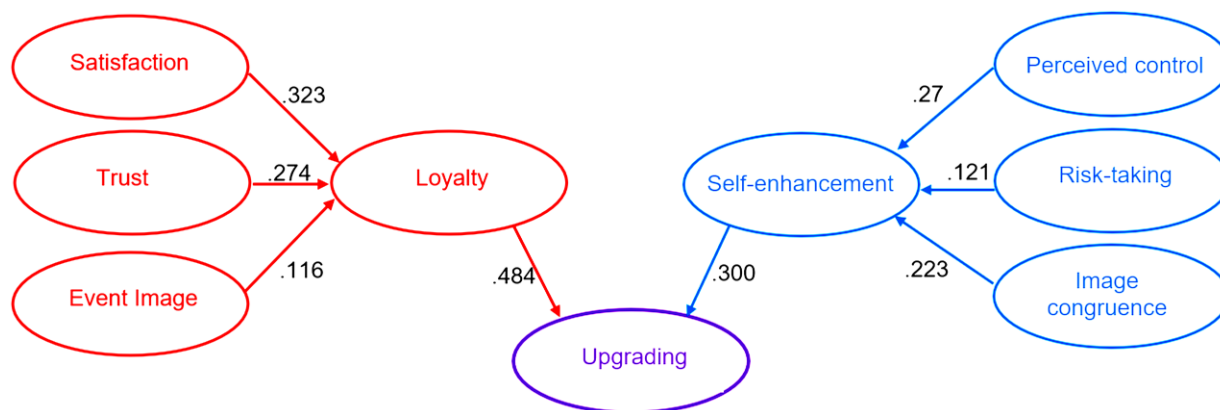 Satisfaction
Perceived control
.323
.27
Trust
.274
Loyalty
Self-enhancement
.121
Risk-taking
Event Image
.116
.484
.300
.223
Image
congruence
Upgrading